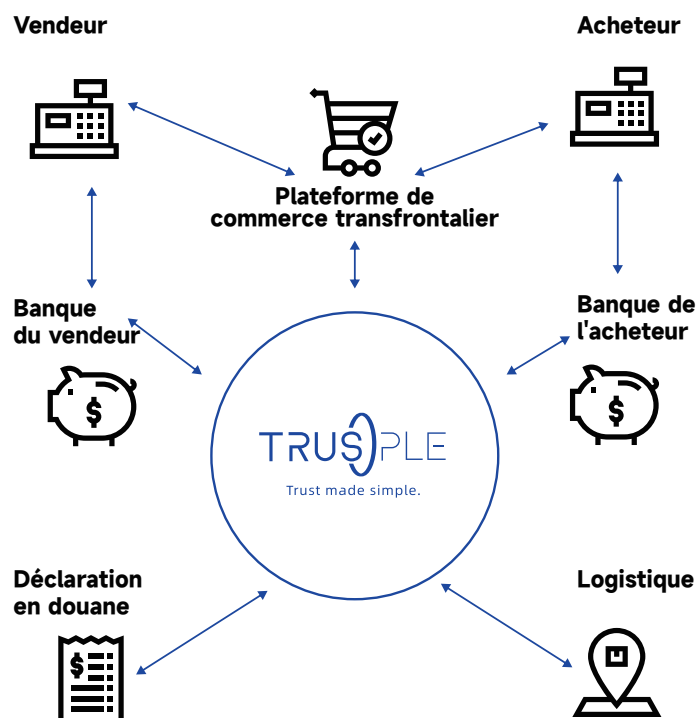 Vendeur
Acheteur
Plateforme de
commerce transfrontalier
Banque
du vendeur
Banque de
l'acheteur
$
$
TRUSPLE
Trust made simple.
Déclaration
en douane
Logistique
$